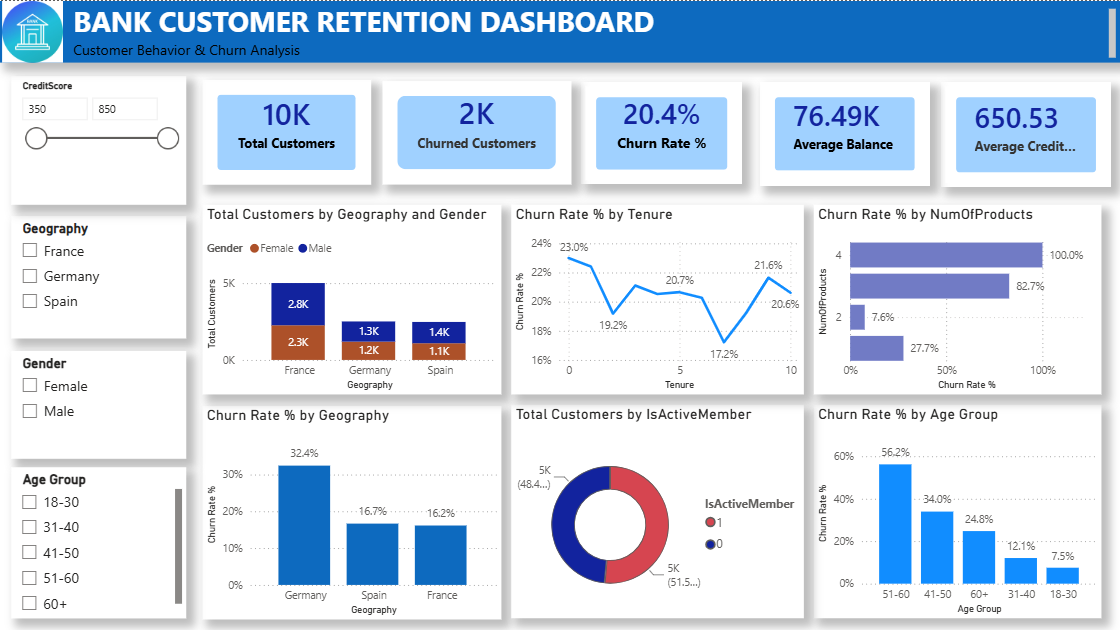 BANK CUSTOMER RETENTION DASHBOARD
Customer Behavior & Churn Analysis
CreditScore
350
850
Geography
France
Germany
Spain
Gender
Female
Male
Age Group
18-30
31-40
41-50
51-60
60+
10K
Total Customers
2K
Churned Customers
20.4%
Churn Rate %
76.49K
Average Balance
650.53
Average Credit...
Total Customers by Geography and Gender
Gender Female Male
Total Customers
5K
0K
2.8K
2.3K
1.3K
1.2K
1.4K
1.1K
France Germany Spain
Geography
Churn Rate % by Tenure
Churn Rate %
24%
22%
20%
18%
16%
23.0%
19.2%
20.7%
17.2%
21.6%
20.6%
0 5 10
Tenure
Churn Rate % by NumOfProducts
NumOfProducts
4
2
100.0%
82.7%
7.6%
27.7%
0% 50% 100%
Churn Rate %
Churn Rate % by Geography
Churn Rate %
30%
20%
10%
0%
32.4%
16.7%
16.2%
Germany Spain France
Geography
Total Customers by IsActiveMember
5K
(48.4...)
5K
(51.5...)
IsActiveMember
1
0
Churn Rate % by Age Group
Churn Rate %
60%
40%
20%
0%
56.2%
34.0%
24.8%
12.1%
7.5%
51-60 41-50 60+ 31-40 18-30
Age Group